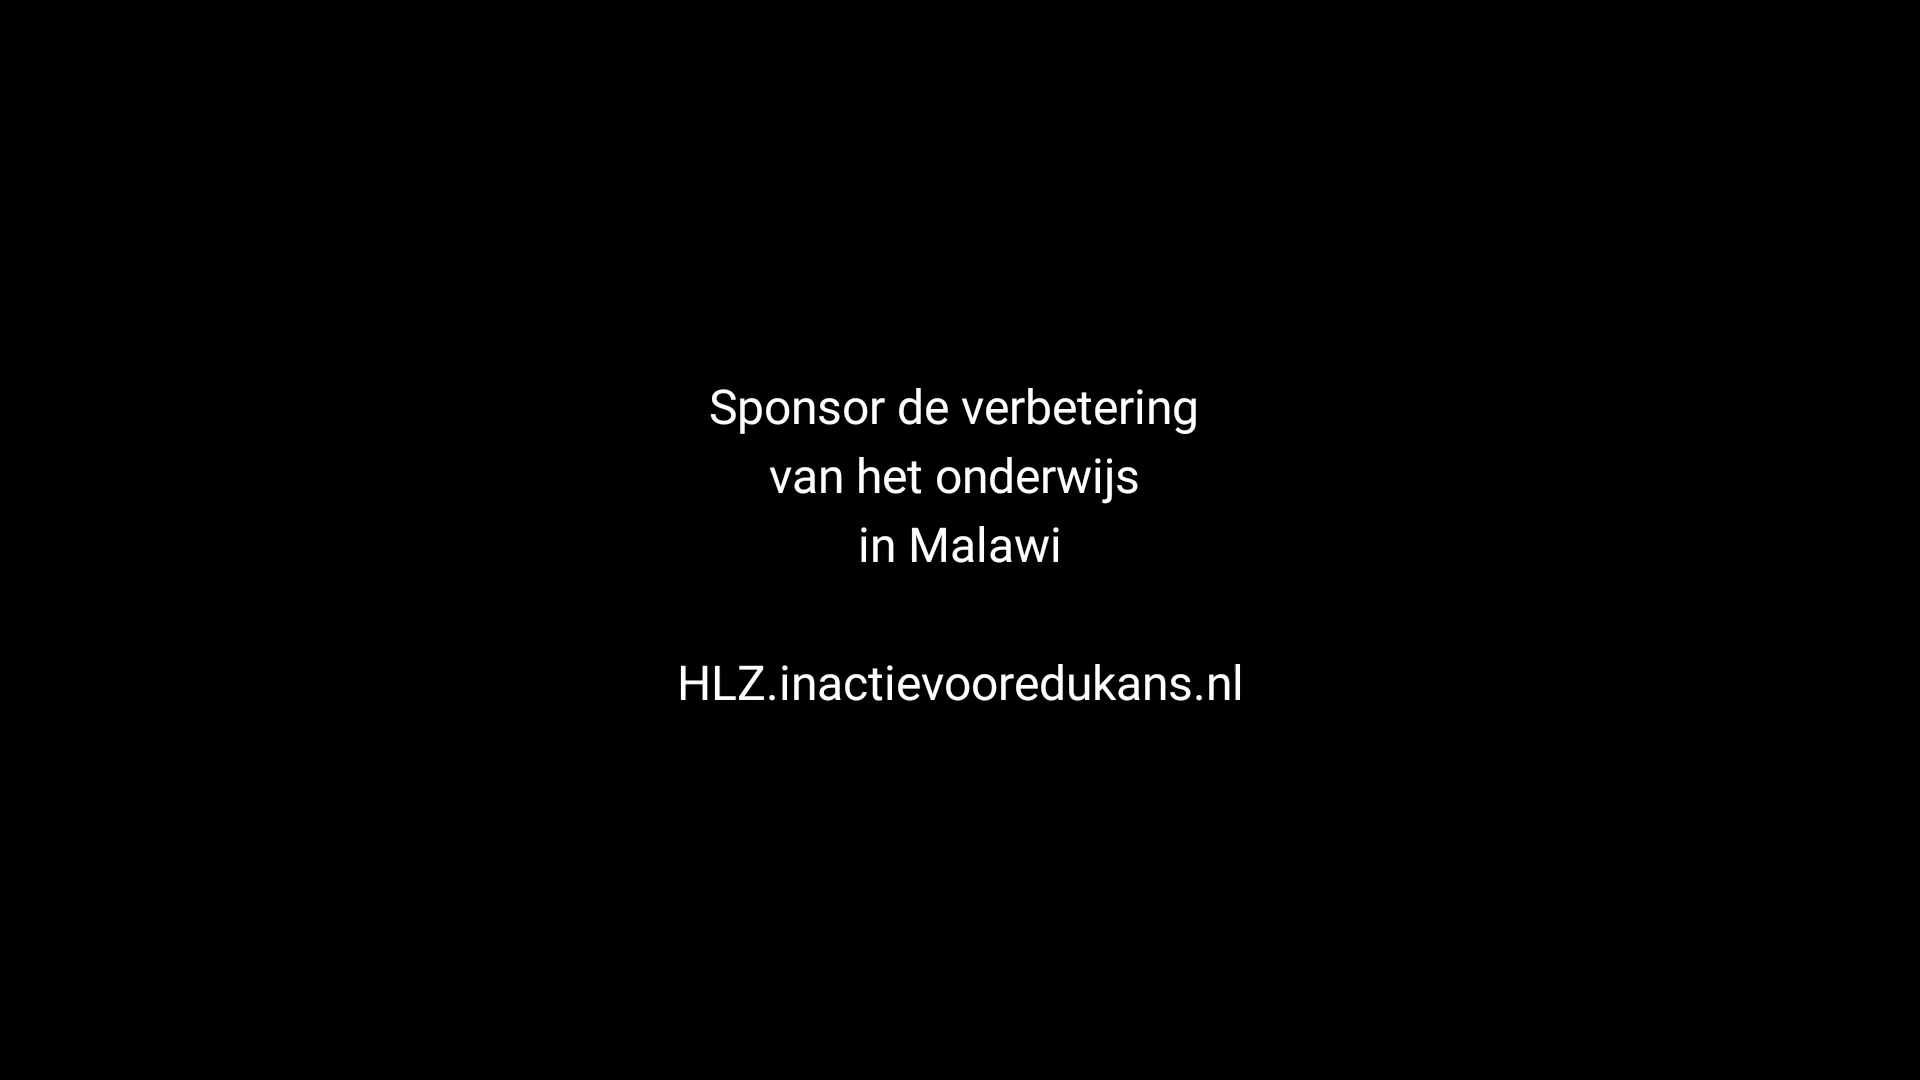 Sponsor de verbetering
van het onderwijs
in Malawi
HLZ.inactievooredukans.nl